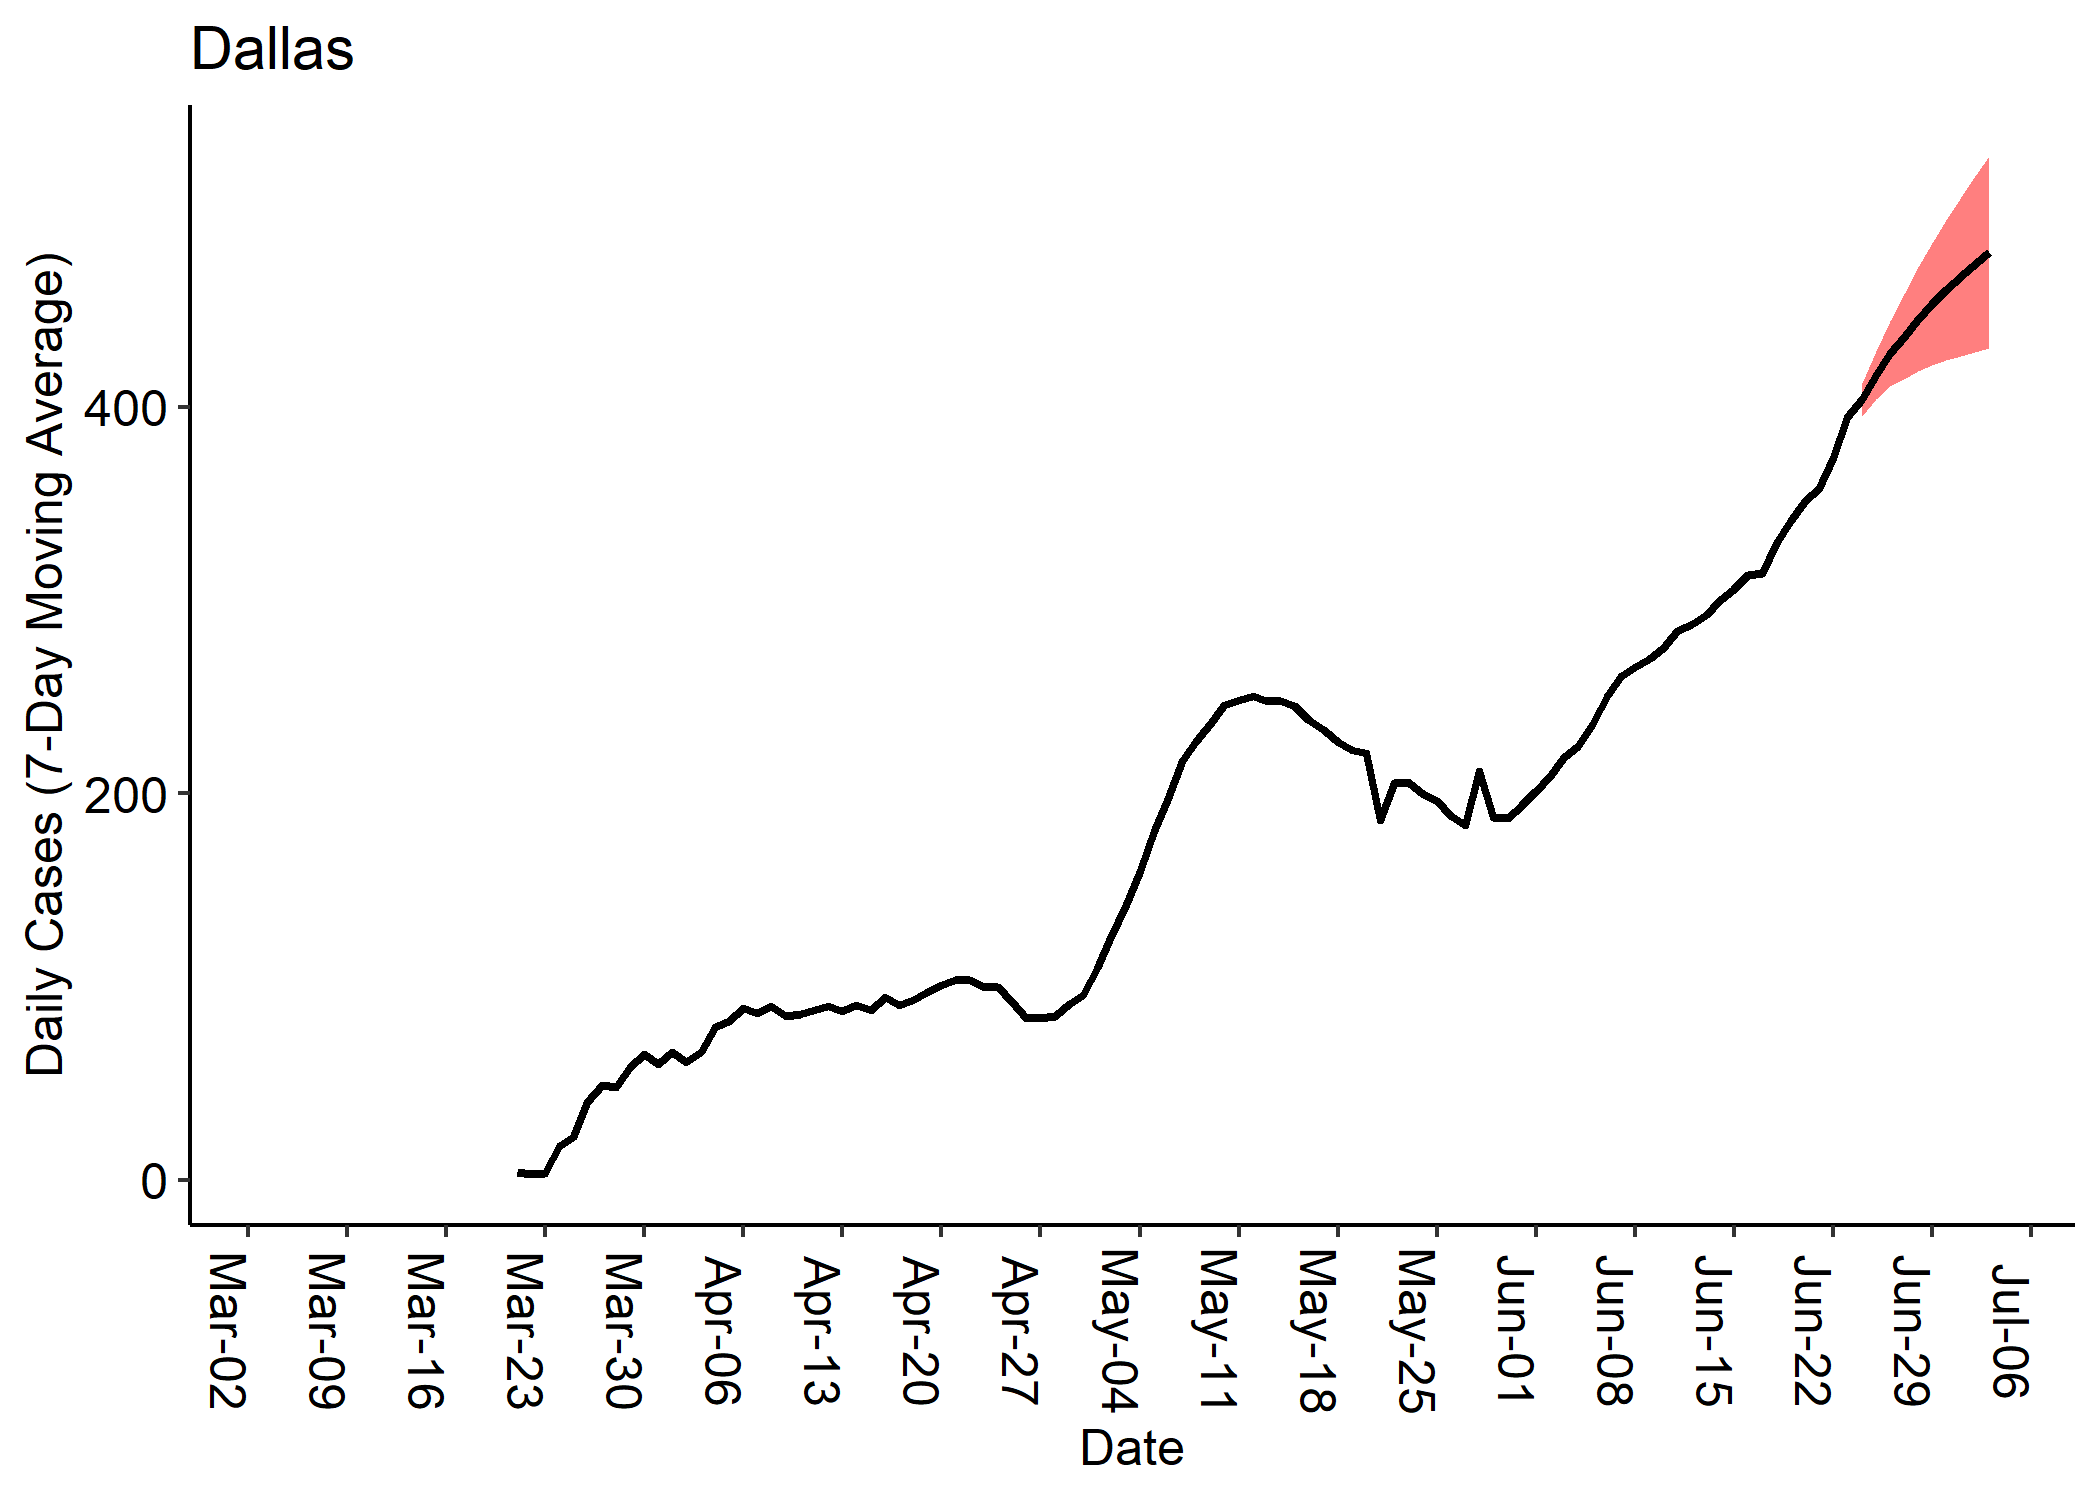 Dallas
Daily Cases (7-Day Moving Average)
400
200
0
Mar-02
Mar-09
Mar-16
Mar-23
Mar-30
Apr-06
Apr-13
Apr-20
Apr-27
May-04
May-11
May-18
May-25
Jun-01
Jun-08
Jun-15
Jun-22
Jun-29
Jul-06
Date